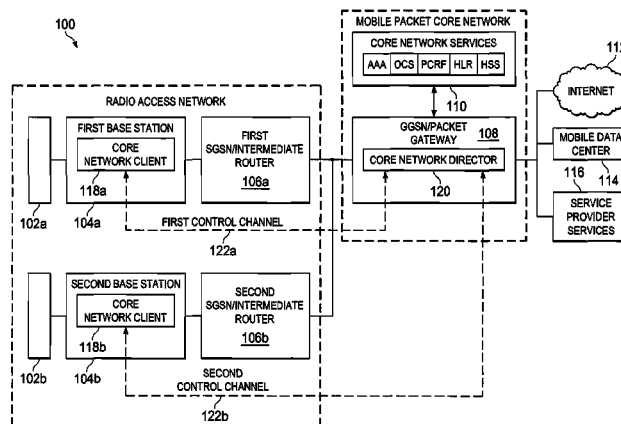 100
RADIO ACCESS NETWORK
FIRST BASE STATION
CORE
NETWORK CLIENT
118a
104a
102a
FIRST
SGSN/INTERMEDIATE
ROUTER
106a
FIRST CONTROL CHANNEL
122a
SECOND BASE STATION
CORE
NETWORK CLIENT
118b
104b
102b
SECOND
SGSN/INTERMEDIATE
ROUTER
106b
SECOND
CONTROL CHANNEL
122b
MOBILE PACKET CORE NETWORK
CORE NETWORK SERVICES
AAA OCS PCRF HLR HSS
110
GGSN/PACKET
GATEWAY
108
CORE NETWORK DIRECTOR
120
INTERNET
MOBILE DATA
CENTER
114
116
SERVICE
PROVIDER
SERVICES